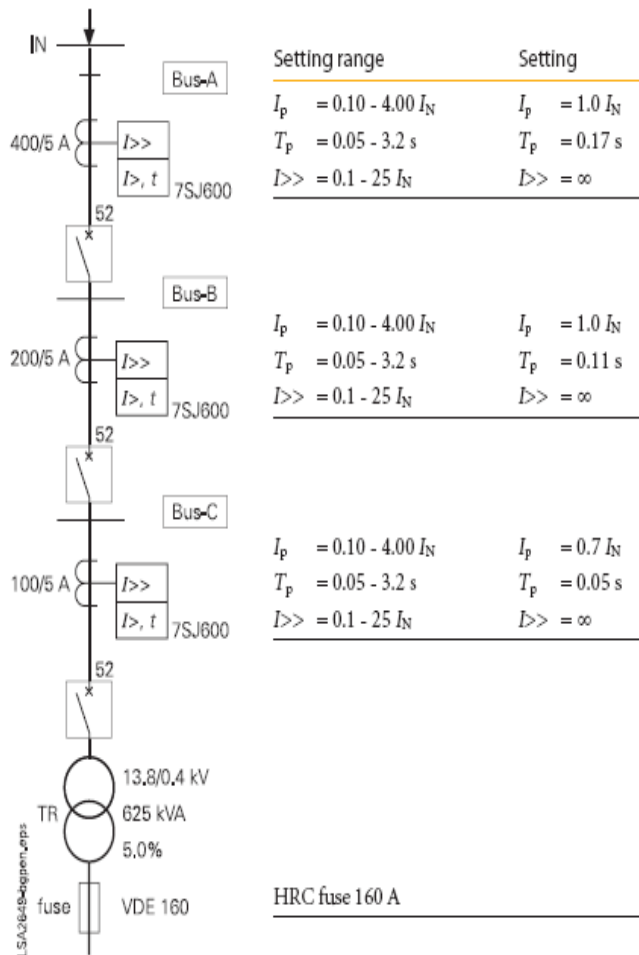 IN
Bus-A
400/5 A
I>>
I>, t
7SJ600
52
Setting range Setting
Ip = 0.10 - 4.00 IN Ip = 1.0 IN
Tp = 0.05 - 3.2 s Tp = 0.17 s
I>> = 0.1 - 25 IN I>> = ∞
Bus-B
200/5 A
I>>
I>, t
7SJ600
52
Ip = 0.10 - 4.00 IN Ip = 1.0 IN
Tp = 0.05 - 3.2 s Tp = 0.11 s
I>> = 0.1 - 25 IN I>> = ∞
Bus-C
100/5 A
I>>
I>, t
7SJ600
52
Ip = 0.10 - 4.00 IN Ip = 0.7 IN
Tp = 0.05 - 3.2 s Tp = 0.05 s
I>> = 0.1 - 25 IN I>> = ∞
13.8/0.4 kV
TR 625 kVA
5.0%
fuse VDE 160
HRC fuse 160 A